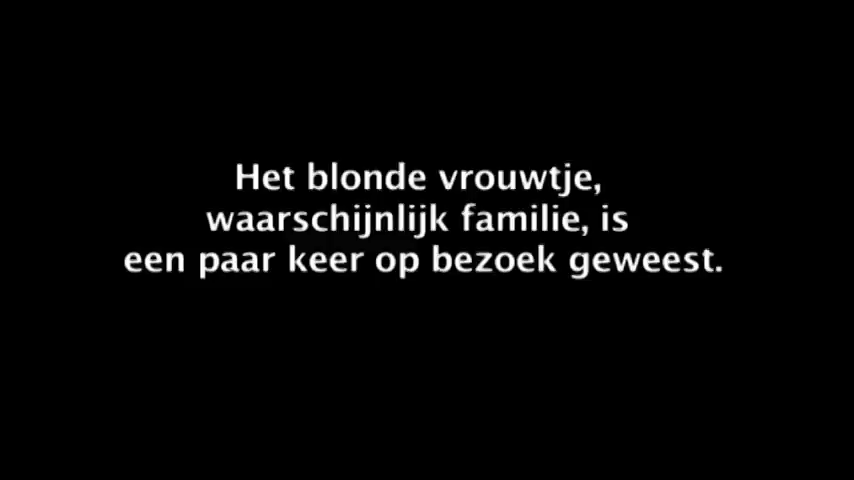 Het blonde vrouwtje,
waarschijnlijk familie, is
een paar keer op bezoek geweest.